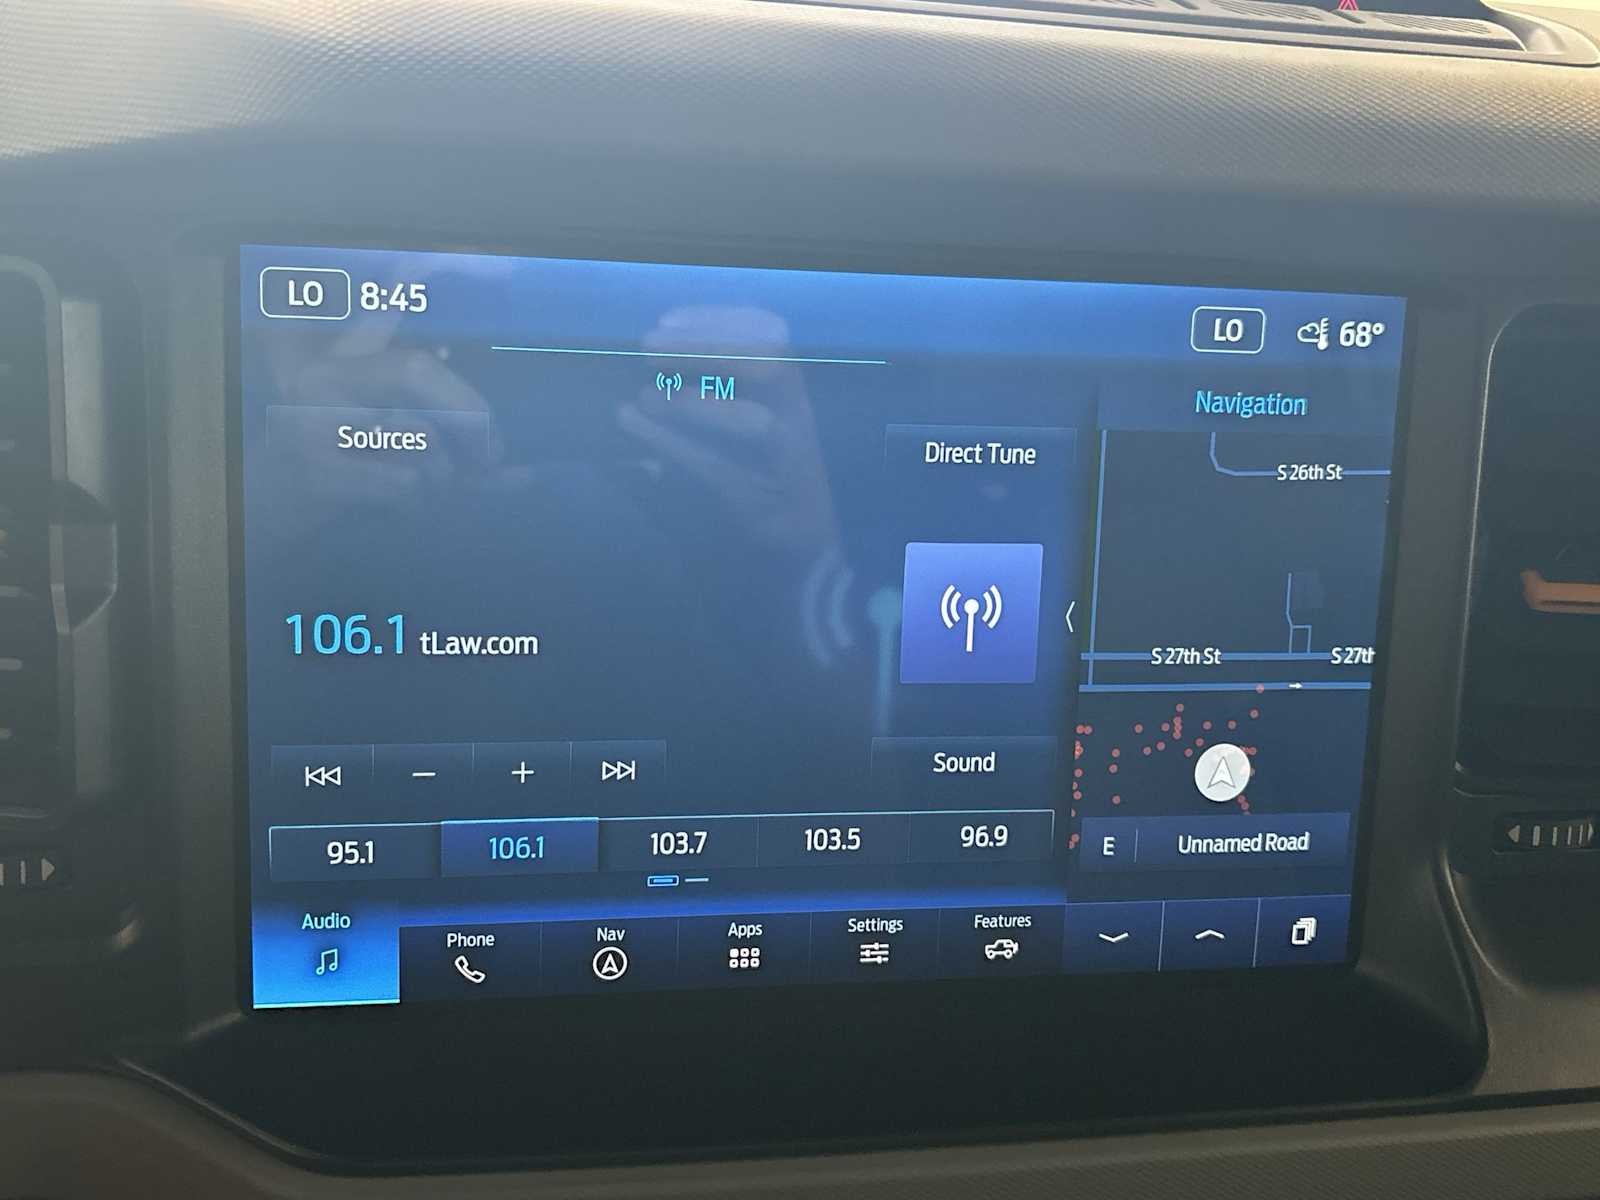 LO 8:45
LO 68°
FM
Navigation
Sources
Direct Tune
S 26th St
106.1 tLaw.com
S 27th St
S 27th
Sound
95.1
106.1
103.7
103.5
96.9
E
Unnamed Road
Audio
Phone
Nav
Apps
Settings
Features